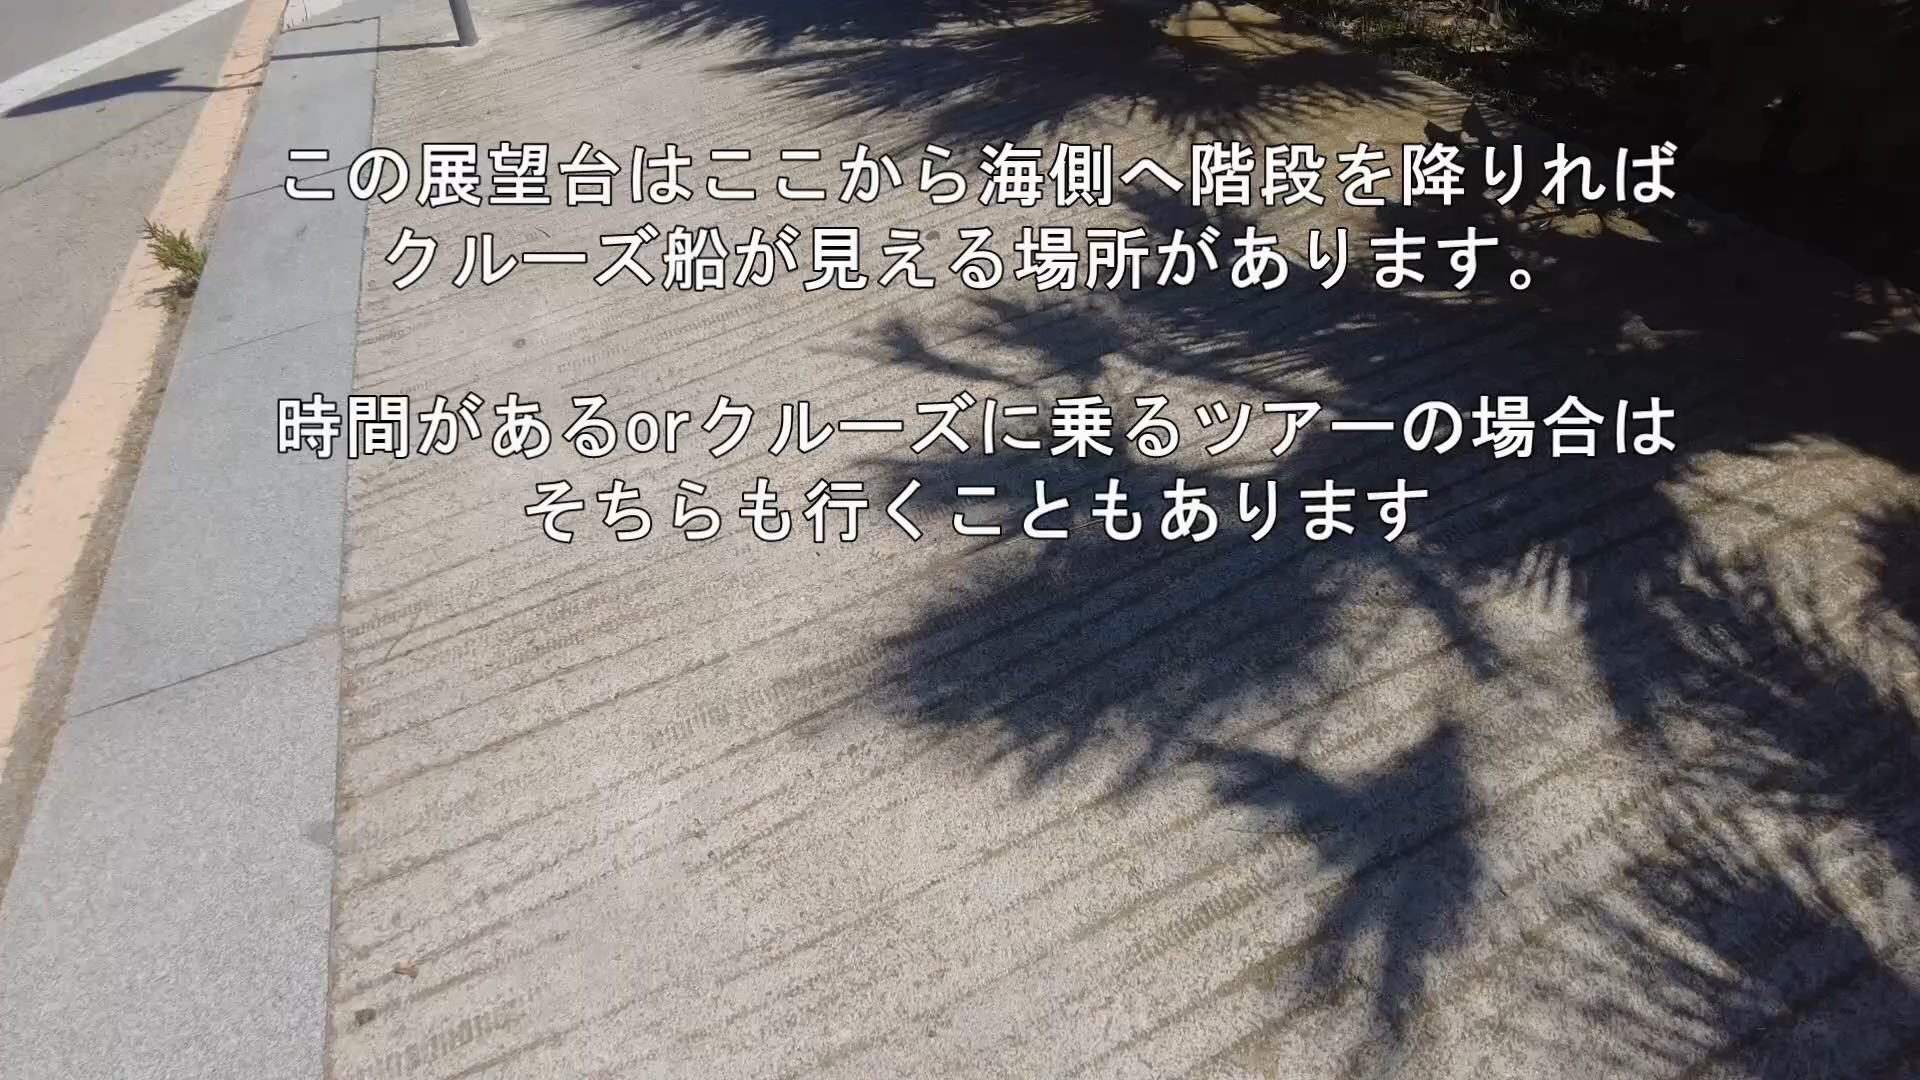 この展望台はここから海側へ階段を降りれば
クルーズ船が見える場所があります。
時間があるorクルーズに乗るツアーの場合は
そちらも行くこともあります